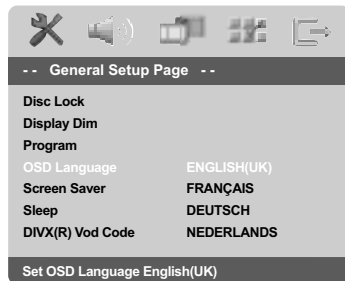 - -  General Setup Page  - -
Disc Lock
Display Dim
Program
OSD Language ENGLISH(UK)
Screen Saver FRANÇAIS
Sleep DEUTSCH
DIVX(R) Vod Code NEDERLANDS
Set OSD Language English(UK)